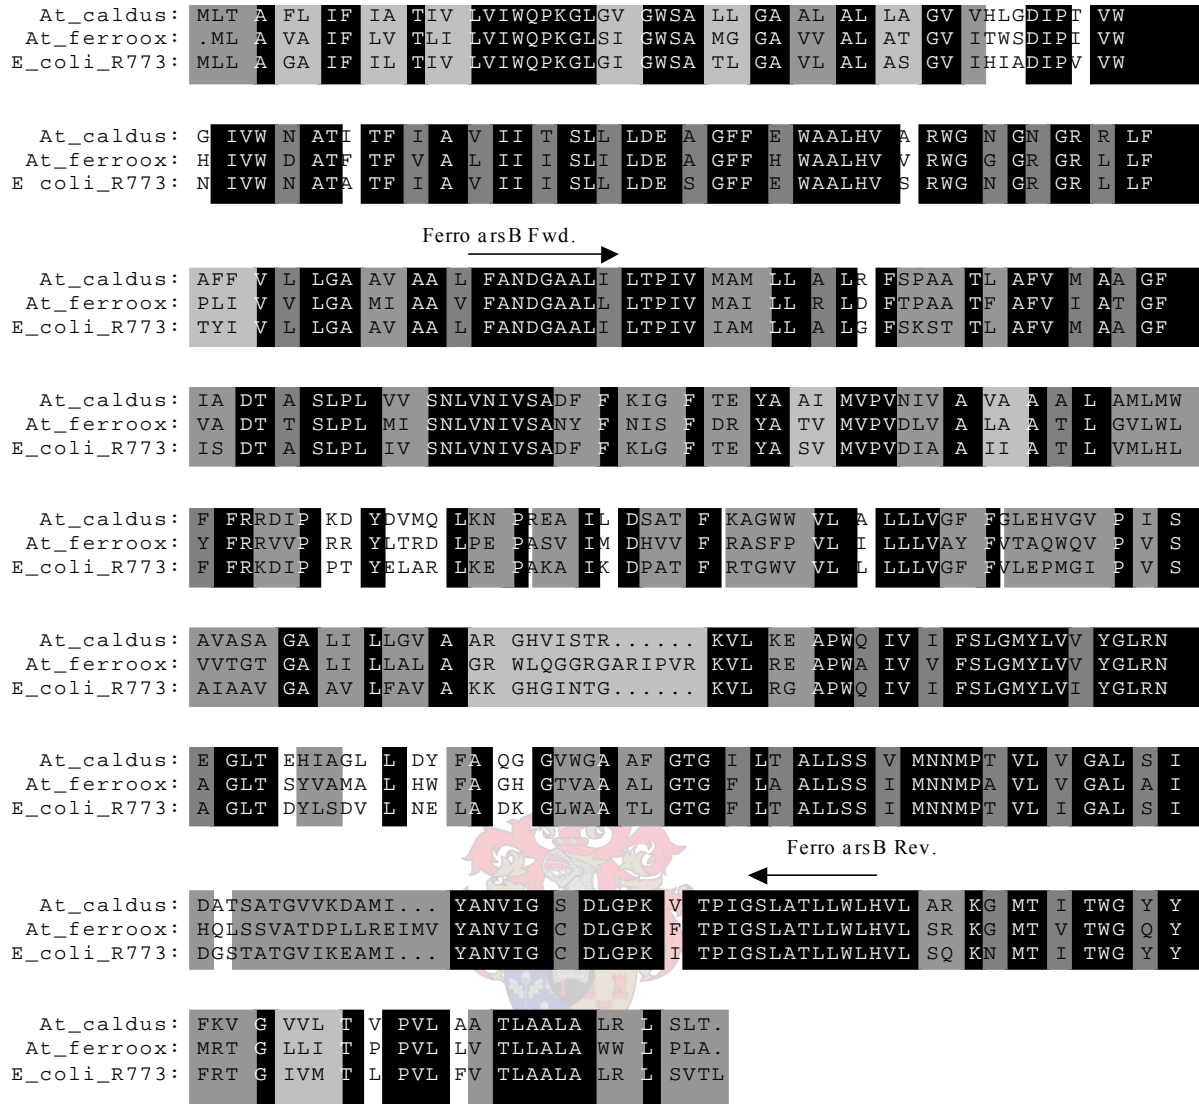 At_caldus: MLT A FL IF IA TIV LVIWQPKGLGV GWSA LL GA AL AL LA GV VHLGDIPT VW
At_ferroox: .ML A VA IF LV TLI LVIWQPKGLSI GWSA MG GA VV AL AT GV ITWSDIPI VW
E_coli_R773: MLL A GA IF IL TIV LVIWQPKGLGI GWSA TL GA VL AL AS GV IHIADIPV VW
At_caldus: G IVW N ATI TF I A V II T SLL LDE A GFF E WAALHV A RWG N GN GR R LF
At_ferroox: H IVW D ATF TF V A L II I SLI LDE A GFF H WAALHV V RWG G GR GR L LF
E coli_R773: N IVW N ATA TF I A V II I SLL LDE S GFF E WAALHV S RWG N GR GR L LF
Ferro arsB Fwd.
At_caldus: AFF V L LGA AV AA L FANDGAALI LTPIV MAM LL A LR FSPAA TL AFV M AA GF
At_ferroox: PLI V V LGA MI AA V FANDGAALL LTPIV MAI LL R LD FTPAA TF AFV I AT GF
E_coli_R773: TYI V L LGA AV AA L FANDGAALI LTPIV IAM LL A LG FSKST TL AFV M AA GF
At_caldus: IA DT A SLPL VV SNLVNIVSADF F KIG F TE YA AI MVPVNIV A VA A A L AMLMW
At_ferroox: VA DT T SLPL MI SNLVNIVSANY F NIS F DR YA TV MVPVDLV A LA A T L GVLWL
E_coli_R773: IS DT A SLPL IV SNLVNIVSADF F KLG F TE YA SV MVPVDIA A II A T L VMLHL
At_caldus: F FRRDIP KD YDVMQ LKN PREA IL DSAT F KAGWW VL A LLLVGF FGLEHVGV P I S
At_ferroox: Y FRRVVP RR YLTRD LPE PASV IM DHVV F RASFP VL I LLLVAY FVTAQWQV P V S
E_coli_R773: F FRKDIP PT YELAR LKE PAKA IK DPAT F RTGWV VL L LLLVGF FVLEPMGI P V S
At_caldus: AVASA GA LI LLGV A AR GHVISTR...... KVL KE APWQ IV I FSLGMYLVV YGLRN
At_ferroox: VVTGT GA LI LLAL A GR WLQGGRGARIPVR KVL RE APWA IV V FSLGMYLVV YGLRN
E_coli_R773: AIAAV GA AV LFAV A KK GHGINTG...... KVL RG APWQ IV I FSLGMYLVI YGLRN
At_caldus: E GLT EHIAGL L DY FA QG GVWGA AF GTG I LT ALLSS V MNNMPT VL V GAL S I
At_ferroox: A GLT SYVAMA L HW FA GH GTVAA AL GTG F LA ALLSS I MNNMPA VL V GAL A I
E_coli_R773: A GLT DYLSDV L NE LA DK GLWAA TL GTG F LT ALLSS I MNNMPT VL I GAL S I
Ferro arsB Rev.
At_caldus: DATSATGVVKDAMI... YANVIG S DLGPK V TPIGSLATLLWLHVL AR KG MT I TWG Y Y
At_ferroox: HQLSSVATDPLLREIMV YANVIG C DLGPK F TPIGSLATLLWLHVL SR KG MT V TWG Q Y
E_coli_R773: DGSTATGVIKEAMI... YANVIG C DLGPK I TPIGSLATLLWLHVL SQ KN MT I TWG Y Y
At_caldus: FKV G VVL T V PVL AA TLAALA LR L SLT.
At_ferroox: MRT G LLI T P PVL LV TLLALA WW L PLA.
E_coli_R773: FRT G IVM T L PVL FV TLAALA LR L SVTL